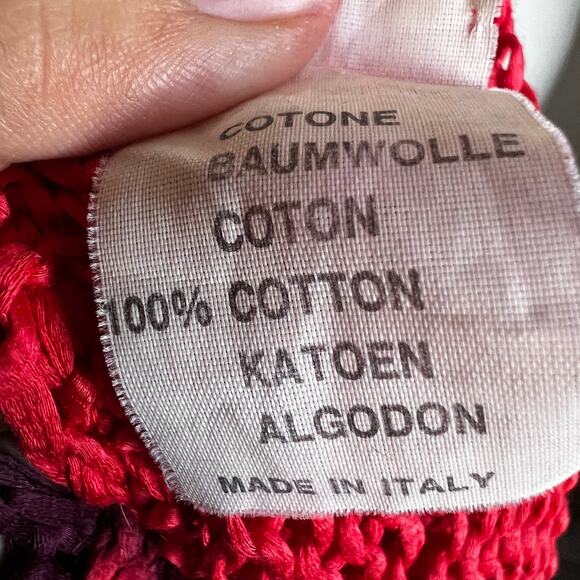 COTONE
BAUMWOLLE
COTON
100% COTTON
KATOEN
ALGODON
MADE IN ITALY